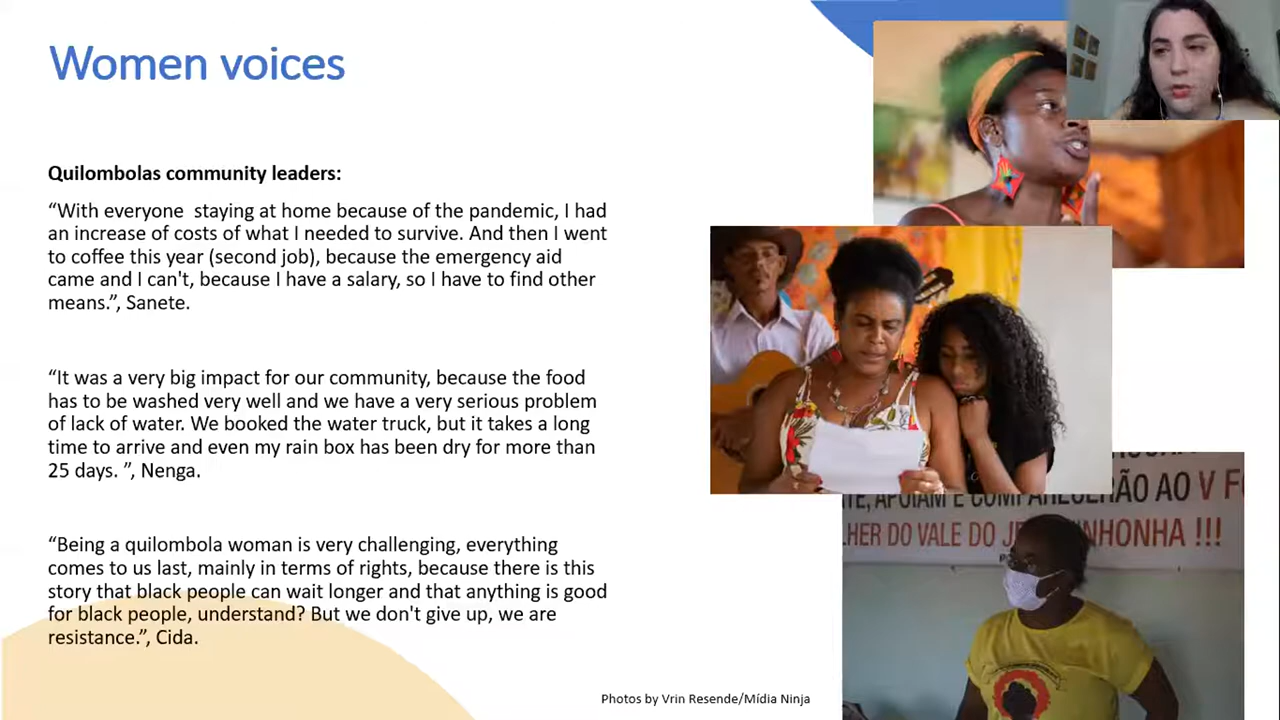 Women voices
Quilombolas community leaders:
“With everyone  staying at home because of the pandemic, I had
an increase of costs of what I needed to survive. And then I went
to coffee this year (second job), because the emergency aid
came and I can't, because I have a salary, so I have to find other
means.”, Sanete.
“It was a very big impact for our community, because the food
has to be washed very well and we have a very serious problem
of lack of water. We booked the water truck, but it takes a long
time to arrive and even my rain box has been dry for more than
25 days. ”, Nenga.
“Being a quilombola woman is very challenging, everything
comes to us last, mainly in terms of rights, because there is this
story that black people can wait longer and that anything is good
for black people, understand? But we don't give up, we are
resistance.”, Cida.
APOIAM E COMPARECERÃO AO V
DO VALE DO
!!!
Photos by Vrin Resende/Mídia Ninja